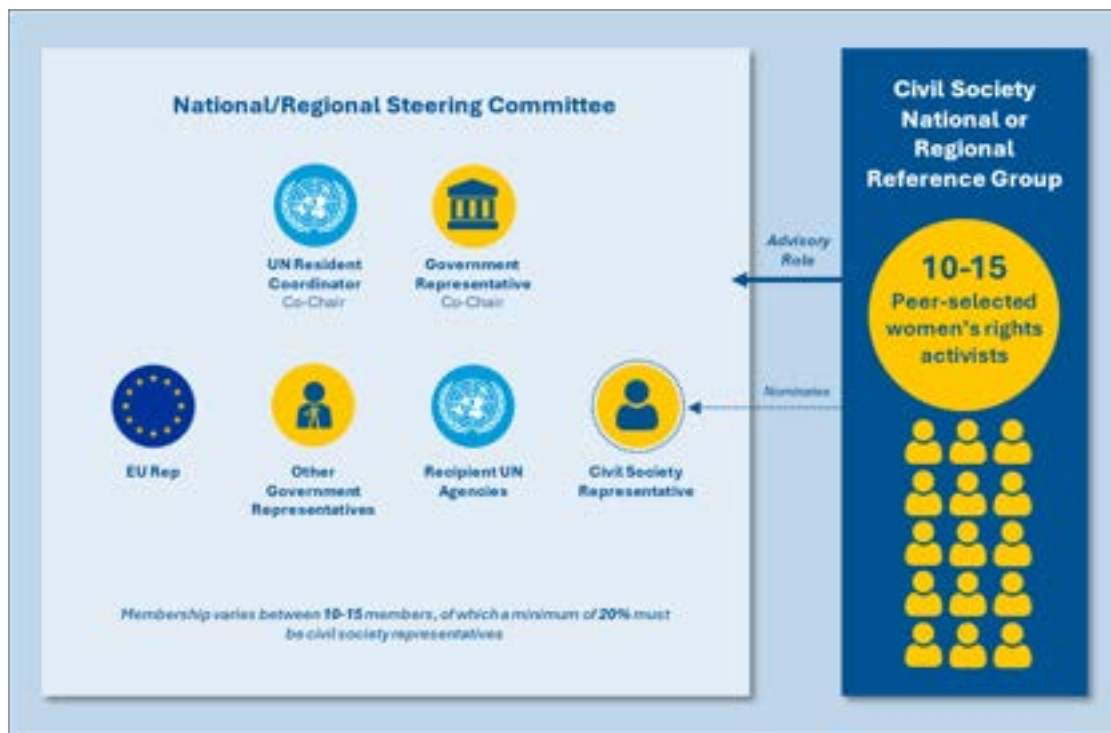 National/Regional Steering Committee
UN Resident
Coordinator
Co-Chair
Government
Representative
Co-Chair
EU Rep
Other
Government
Representatives
Recipient UN
Agencies
Civil Society
Representative
Membership varies between 10-15 members, of which a minimum of 20% must
be civil society representatives
Advisory
Role
Nominates
Civil Society
National or
Regional
Reference Group
10-15
Peer-selected
women's rights
activists